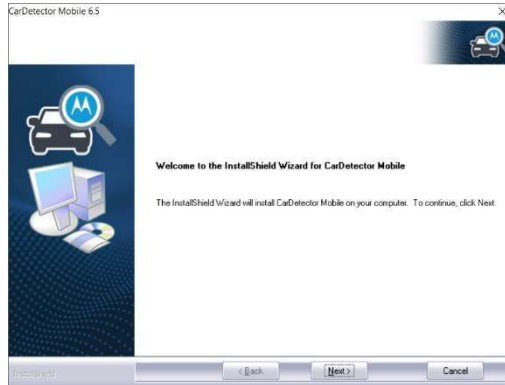 CarDetector Mobile 6.5
Welcome to the InstallShield Wizard for CarDetector Mobile
The InstallShield Wizard will install CarDetector Mobile on your computer. To continue, click Next.
InstallShield
< Back
Next >
Cancel